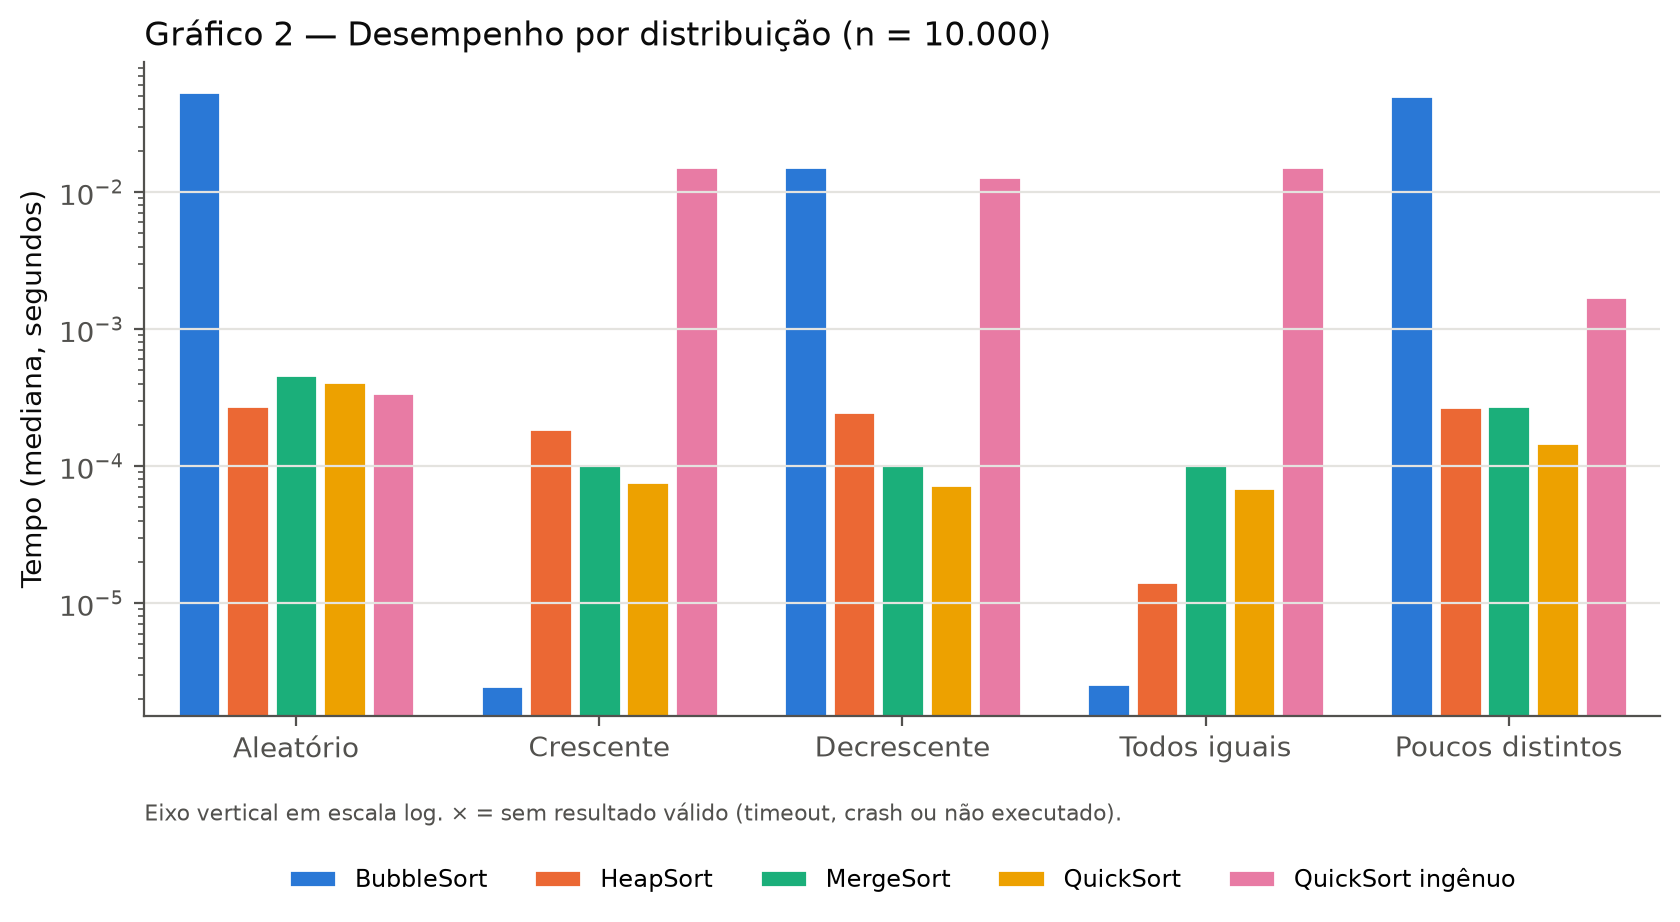 Gráfico 2 — Desempenho por distribuição (n = 10.000)
Tempo (mediana, segundos)
10⁻²
10⁻³
10⁻⁴
10⁻⁵
Aleatório Crescente Decrescente Todos iguais Poucos distintos
Eixo vertical em escala log. × = sem resultado válido (timeout, crash ou não executado).
BubbleSort HeapSort MergeSort QuickSort QuickSort ingênuo